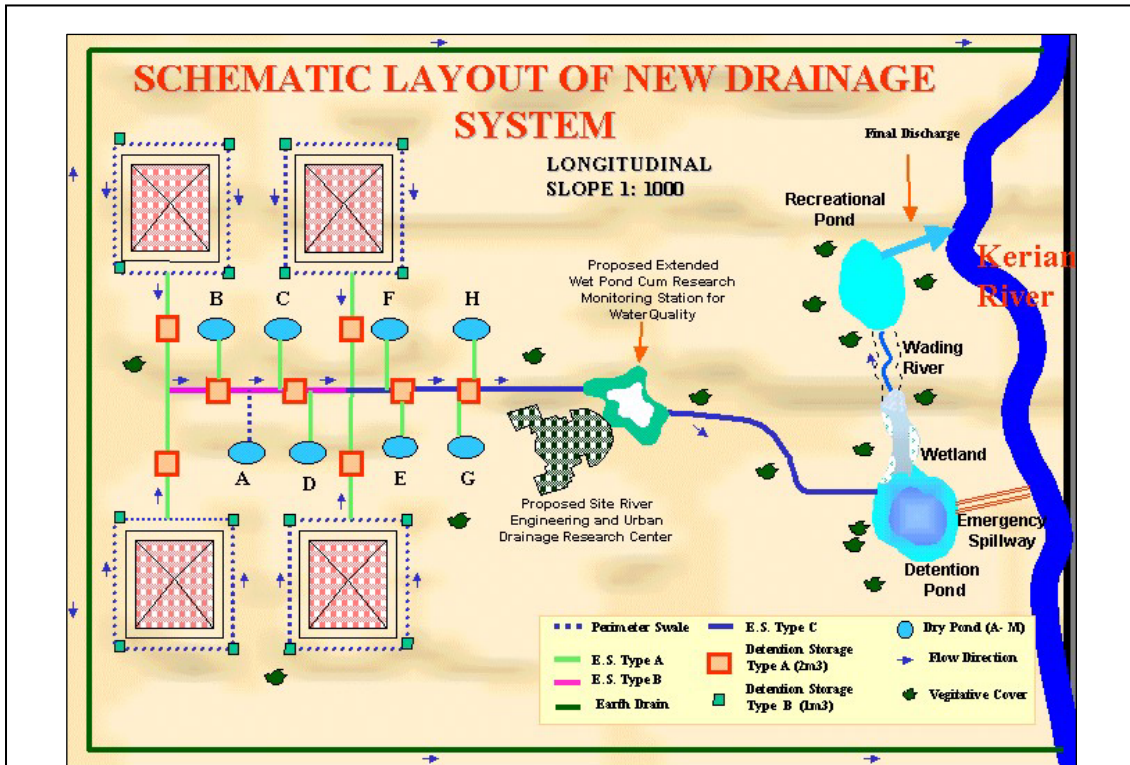 SCHEMATIC LAYOUT OF NEW DRAINAGE
SYSTEM
LONGITUDINAL
SLOPE 1: 1000
Final Discharge
Recreational
Pond
Kerian
River
Proposed Extended
Wet Pond Cum Research
Monitoring Station for
Water Quality
B
C
F
H
Wading
River
A
D
E
G
Wetland
Proposed Site River
Engineering and Urban
Drainage Research Center
Emergency
Spillway
Detention
Pond
Perimeter Swale
E.S. Type A
E.S. Type B
Earth Drain
E.S. Type C
Detention Storage
Type A (2m3)
Detention Storage
Type B (1m3)
Dry Pond (A- M)
Flow Direction
Vegitative Cover